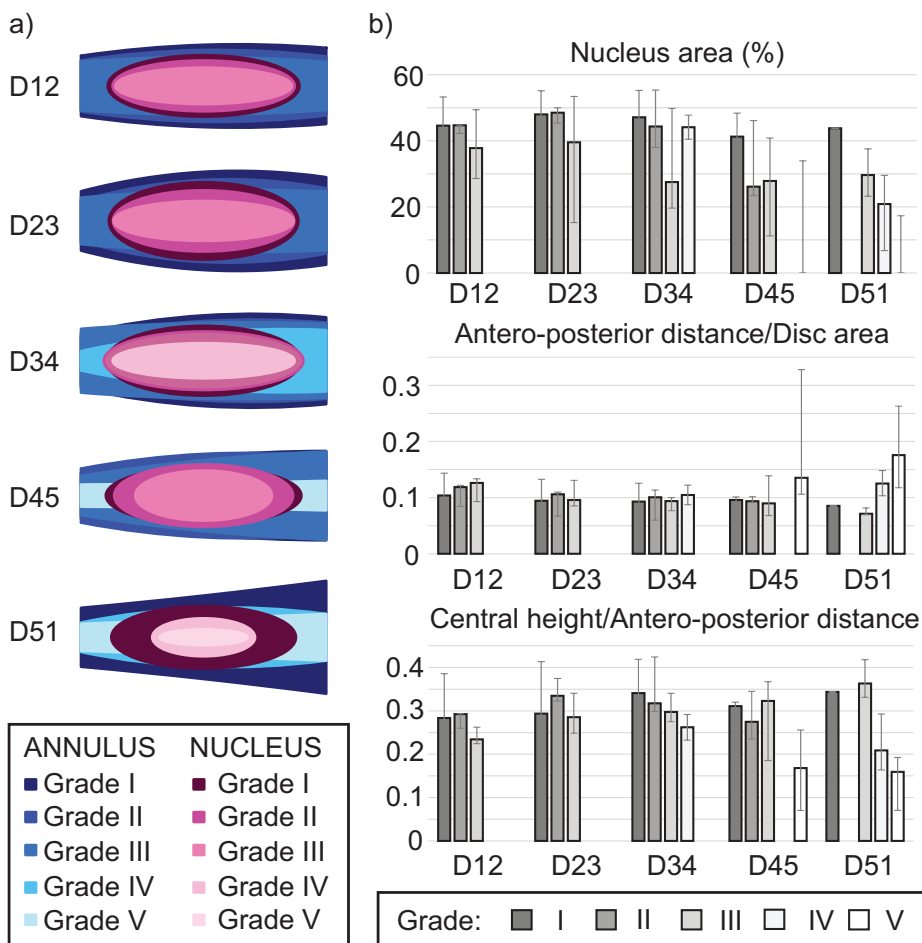 a)
D12
D23
D34
D45
D51
ANNULUS NUCLEUS
Grade I Grade I
Grade II Grade II
Grade III Grade III
Grade IV Grade IV
Grade V Grade V
b)
Nucleus area (%)
60
40
20
0
D12 D23 D34 D45 D51
Antero-posterior distance/Disc area
0.3
0.2
0.1
0
D12 D23 D34 D45 D51
Central height/Antero-posterior distance
0.4
0.3
0.2
0.1
0
D12 D23 D34 D45 D51
Grade: I II III IV V